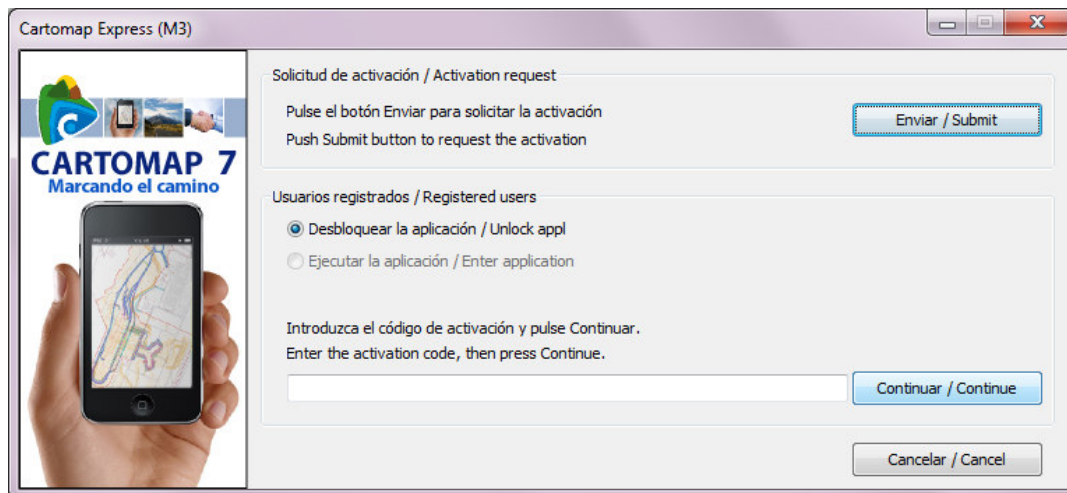 Cartomap Express (M3)
CARTOMAP 7
Marcando el camino
Solicitud de activación / Activation request
Pulse el botón Enviar para solicitar la activación
Push Submit button to request the activation
Enviar / Submit
Usuarios registrados / Registered users
Desbloquear la aplicación / Unlock appl
Ejecutar la aplicación / Enter application
Introduzca el código de activación y pulse Continuar.
Enter the activation code, then press Continue.
Continuar / Continue
Cancelar / Cancel